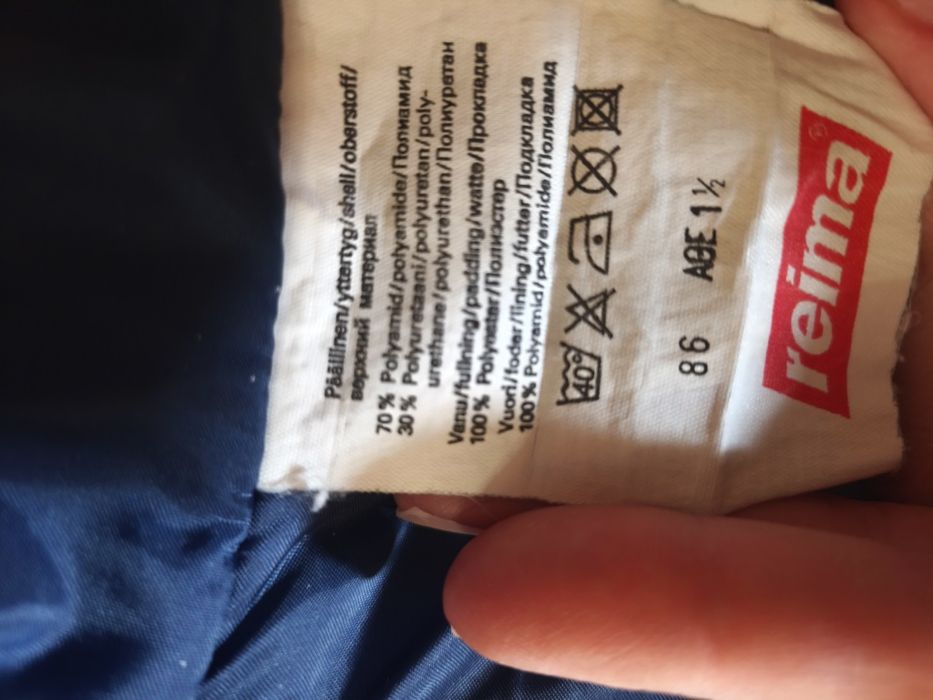 Päällinen/yttertyg/shell/oberstoff/
верхний материал
70% Polyamid/polyamide/Полиамид
30% Polyuretaani/polyuretan/poly-
urethane/polyurethan/Полиуретан
Vanu/fullning/padding/watte/Прокладка
100% Polyester/Полиэстер
Vuori/foder/lining/futter/Подкладка
100% Polyamid/polyamide/Полиамид
40°
86 AGE 1½
reima®